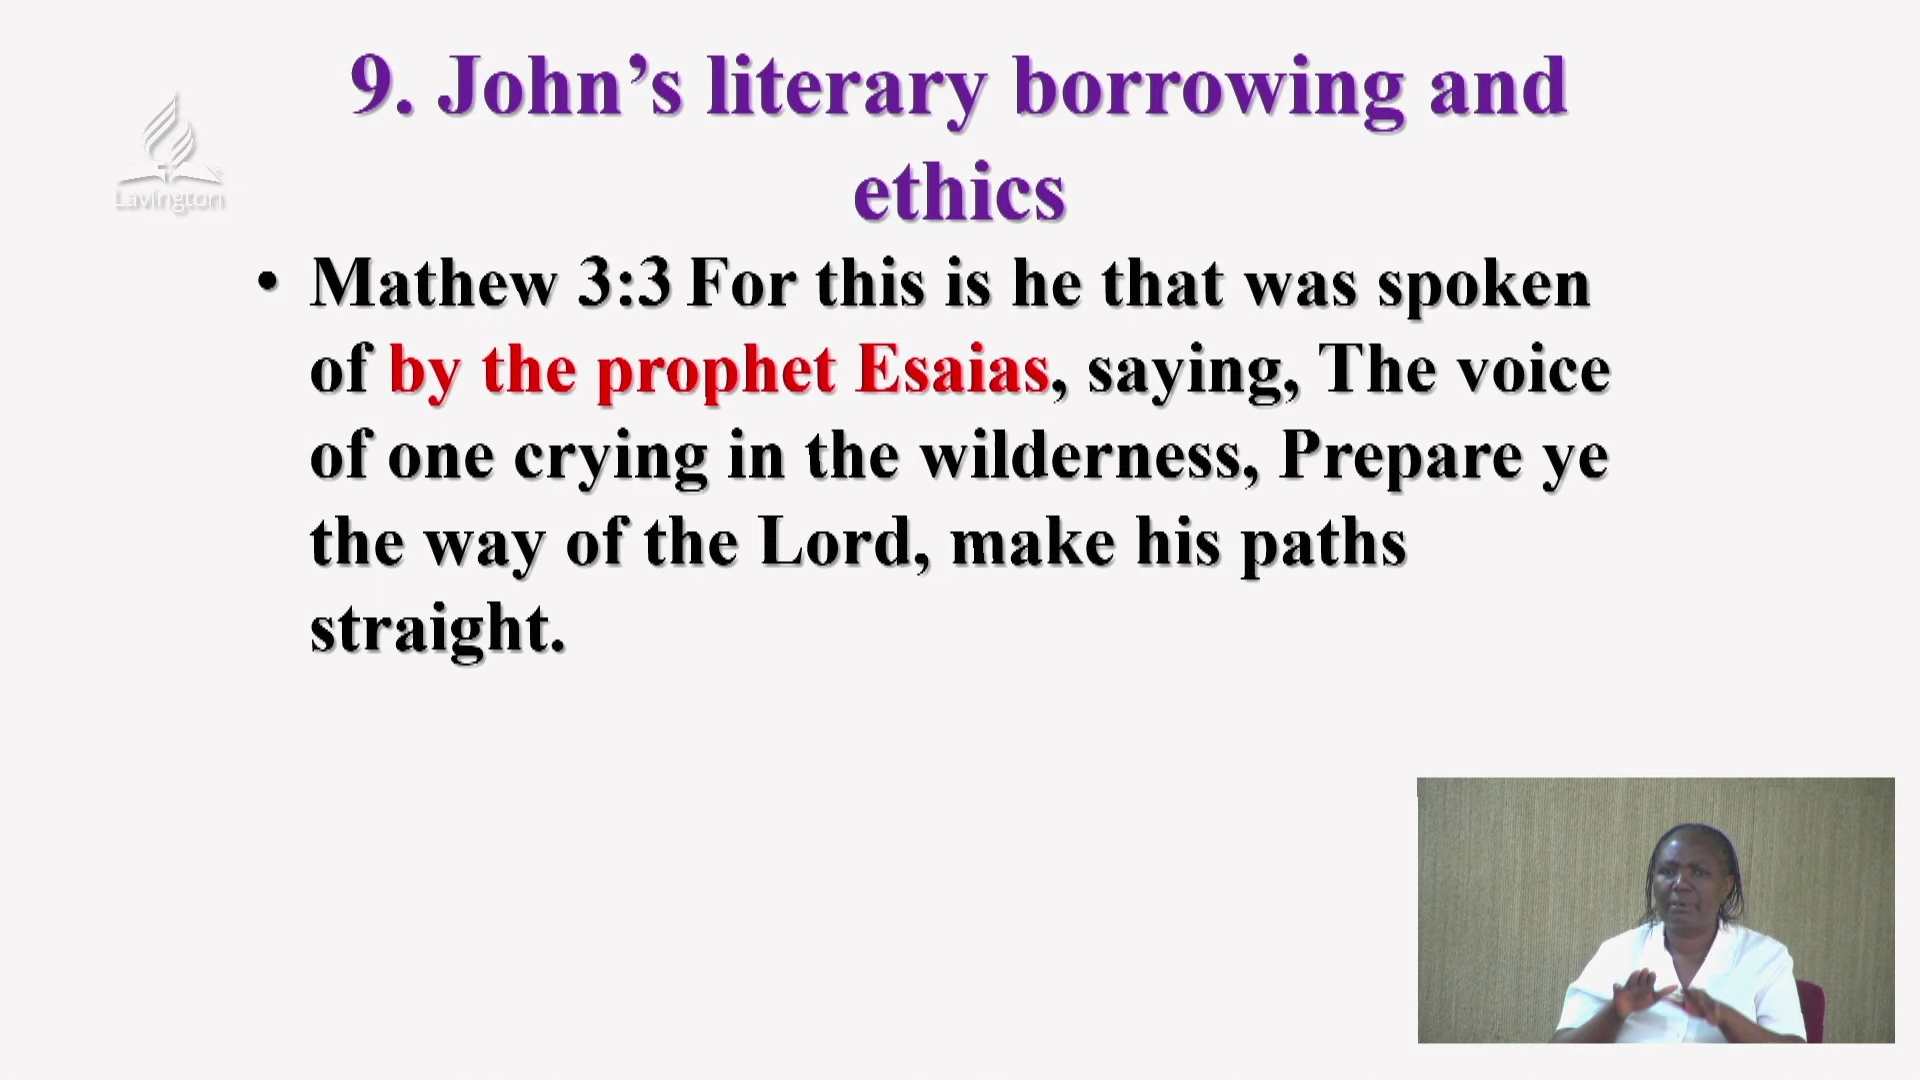 9. John’s literary borrowing and
ethics
Lavington
• Mathew 3:3 For this is he that was spoken
of by the prophet Esaias, saying, The voice
of one crying in the wilderness, Prepare ye
the way of the Lord, make his paths
straight.